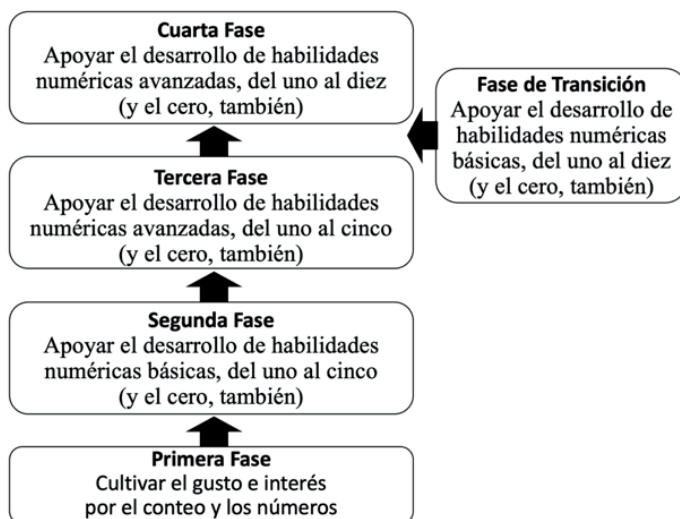 Cuarta Fase
Apoyar el desarrollo de habilidades
numéricas avanzadas, del uno al diez
(y el cero, también)
Fase de Transición
Apoyar el desarrollo de
habilidades numéricas
básicas, del uno al diez
(y el cero, también)
Tercera Fase
Apoyar el desarrollo de habilidades
numéricas avanzadas, del uno al cinco
(y el cero, también)
Segunda Fase
Apoyar el desarrollo de habilidades
numéricas básicas, del uno al cinco
(y el cero, también)
Primera Fase
Cultivar el gusto e interés
por el conteo y los números